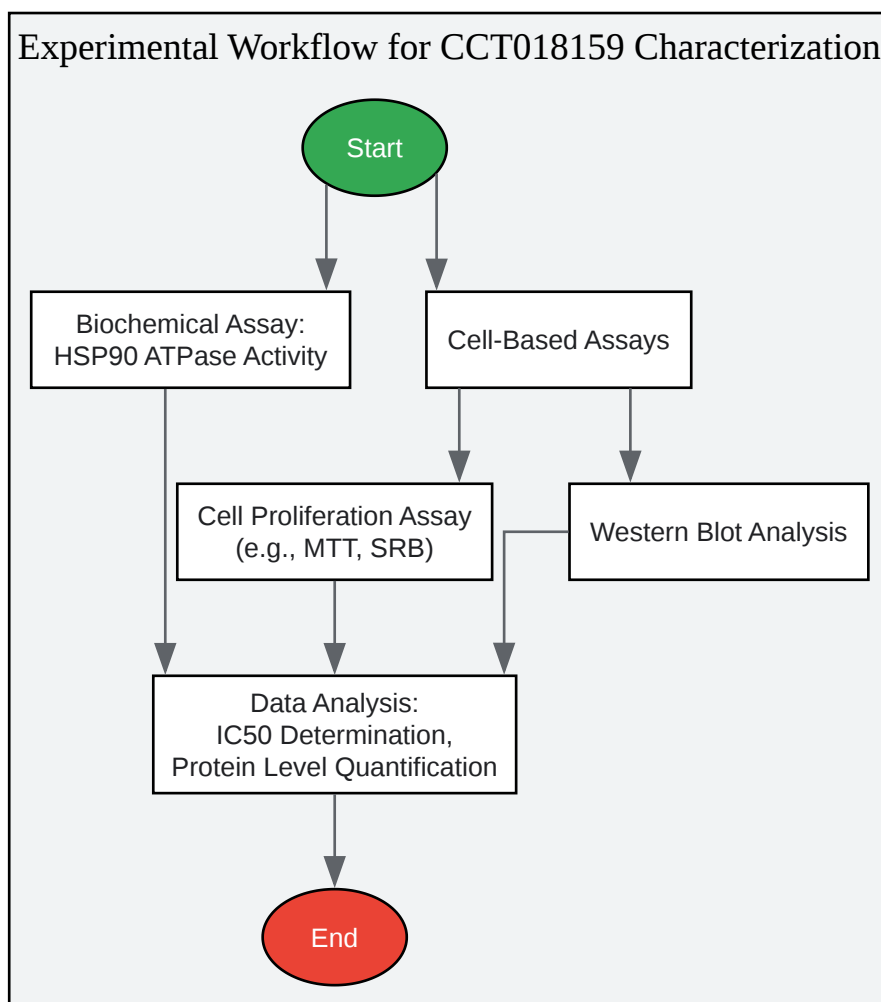 Experimental Workflow for CCT018159 Characterization
Start
Biochemical Assay:
HSP90 ATPase Activity
Cell-Based Assays
Cell Proliferation Assay
(e.g., MTT, SRB)
Western Blot Analysis
Data Analysis:
IC50 Determination,
Protein Level Quantification
End